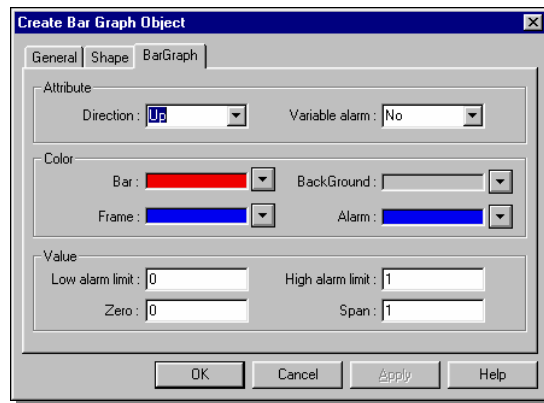 Create Bar Graph Object
General Shape BarGraph
Attribute
Direction : Up Variable alarm : No
Color
Bar : BackGround :
Frame : Alarm :
Value
Low alarm limit : 0 High alarm limit : 1
Zero : 0 Span : 1
OK Cancel Apply Help